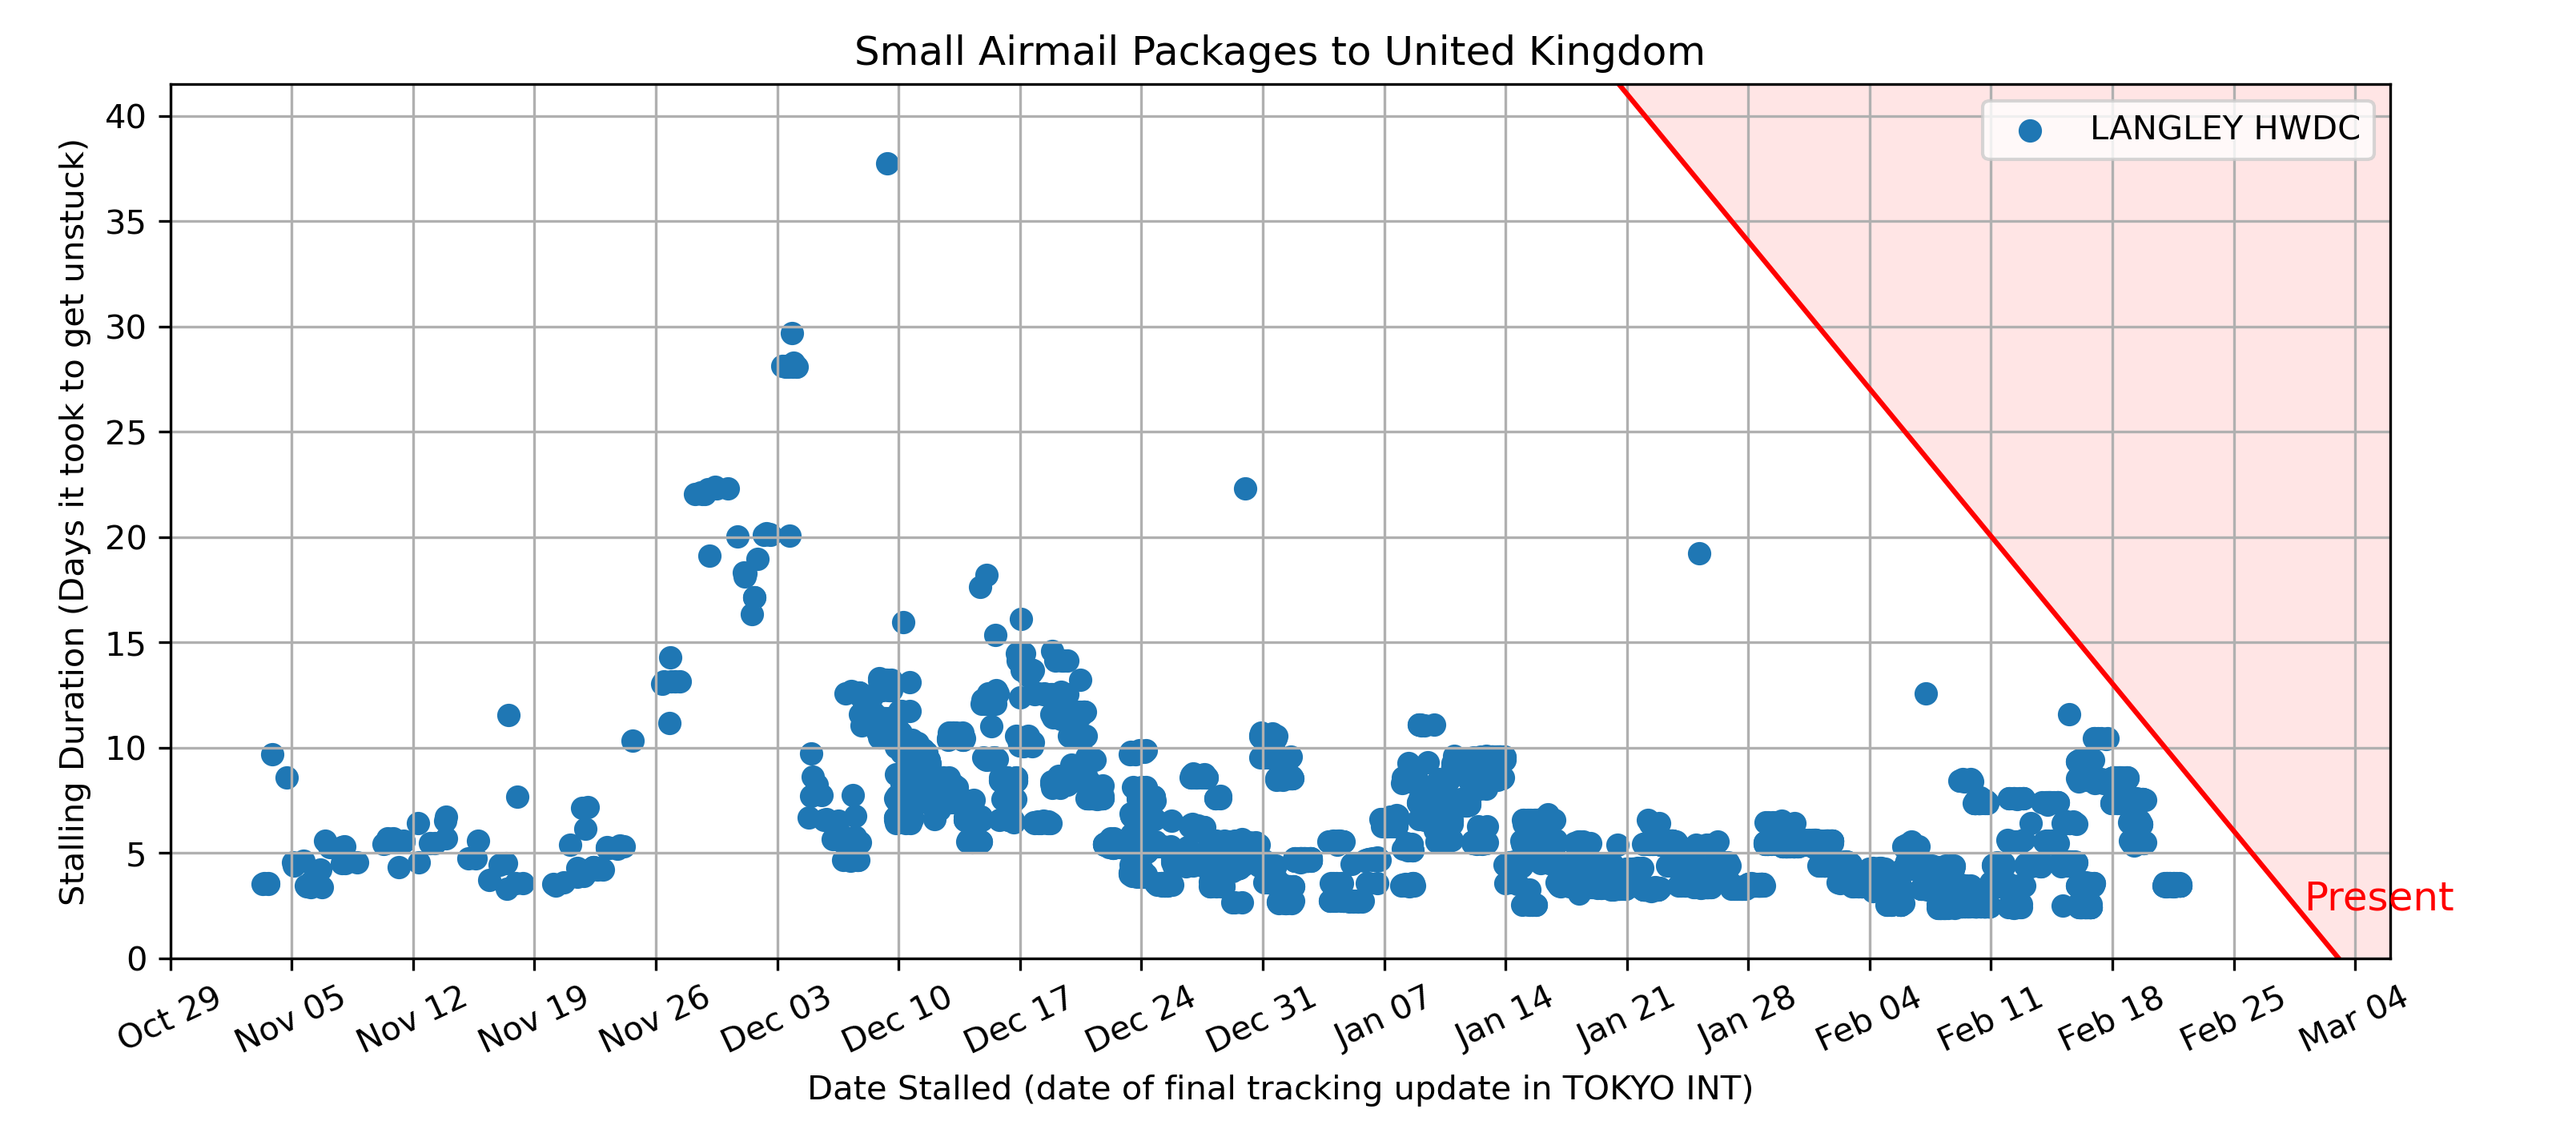 Small Airmail Packages to United Kingdom
LANGLEY HWDC
Stalling Duration (Days it took to get unstuck)
40
35
30
25
20
15
10
5
0
Present
Oct 29
Nov 05
Nov 12
Nov 19
Nov 26
Dec 03
Dec 10
Dec 17
Dec 24
Dec 31
Jan 07
Jan 14
Jan 21
Jan 28
Feb 04
Feb 11
Feb 18
Feb 25
Mar 04
Date Stalled (date of final tracking update in TOKYO INT)